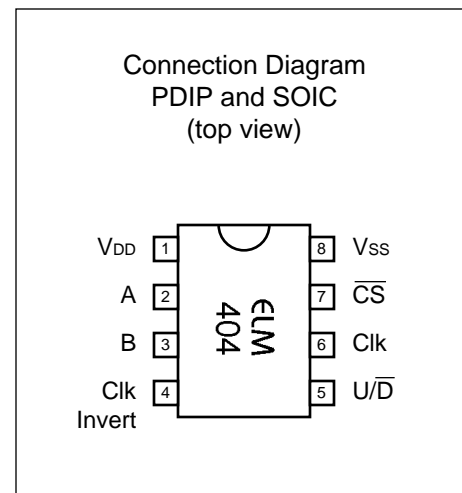 Connection Diagram
PDIP and SOIC
(top view)
VDD 1 8 VSS
A 2 7 C̅S̅
B 3 6 Clk
Clk 4 5 U/D̅
Invert
ELM
404